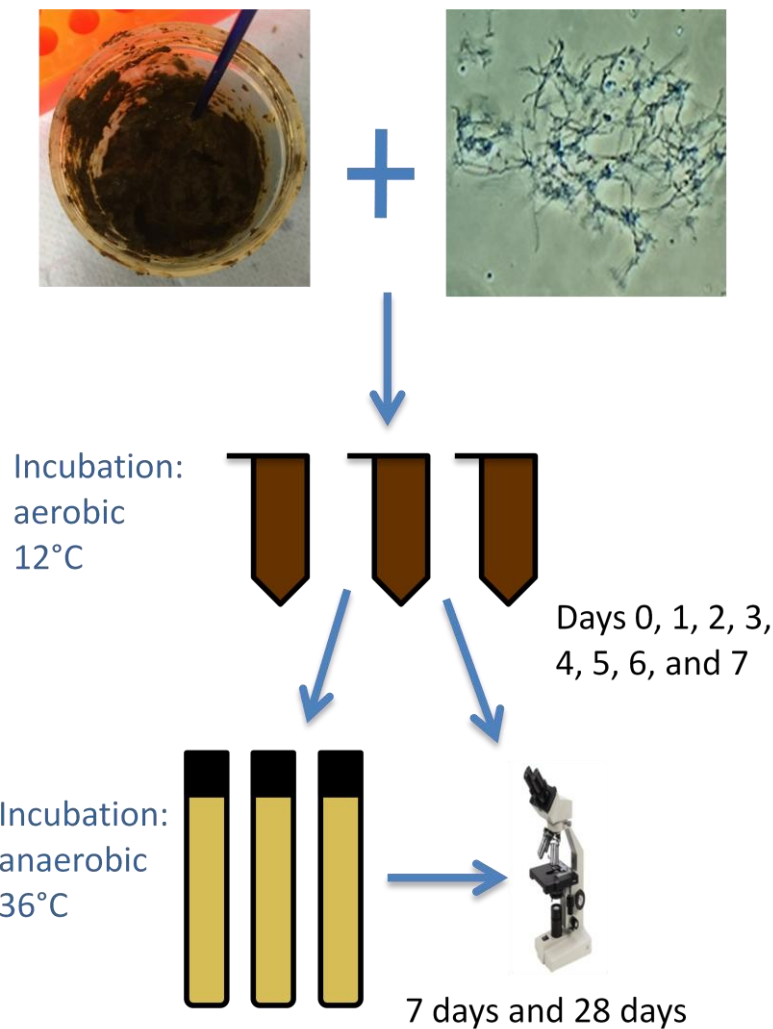 Incubation:
aerobic
12°C
Days 0, 1, 2, 3,
4, 5, 6, and 7
Incubation:
anaerobic
36°C
7 days and 28 days